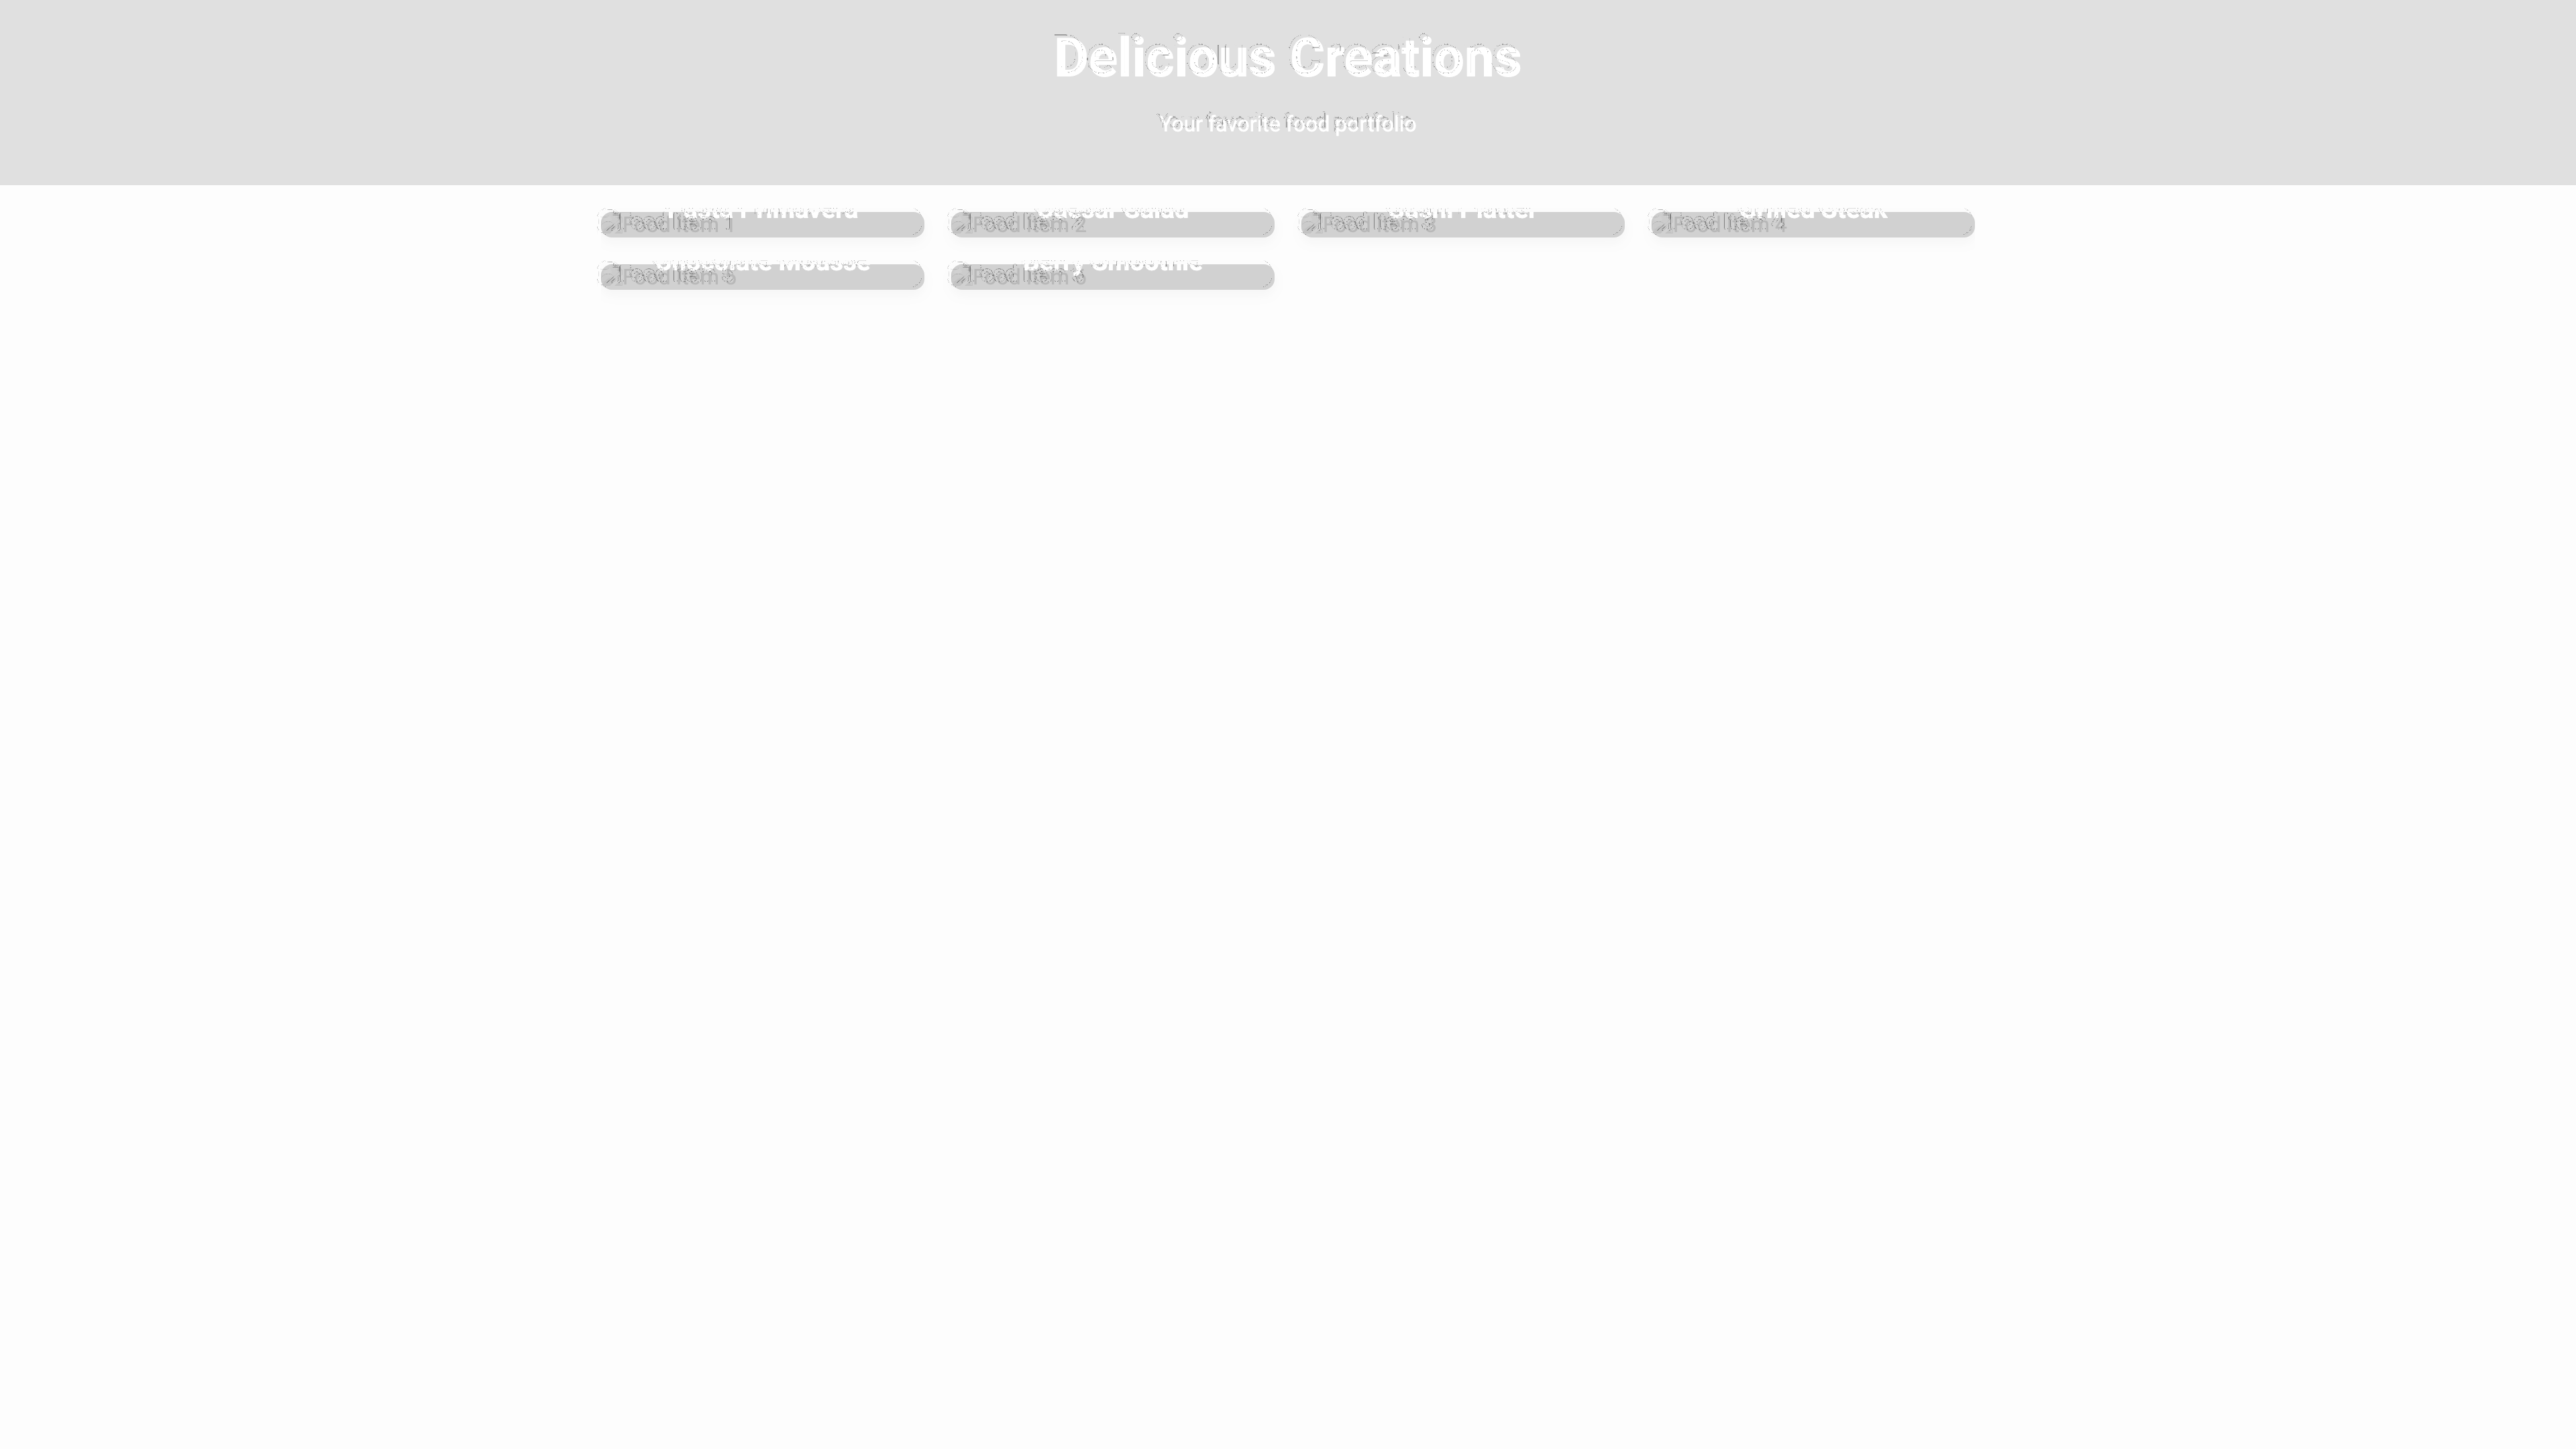 Delicious Creations
Your favorite food portfolio
Pasta Primavera
Food Item 1
Caesar Salad
Food Item 2
Sushi Platter
Food Item 3
Grilled Steak
Food Item 4
Chocolate Mousse
Food Item 5
Berry Smoothie
Food Item 6